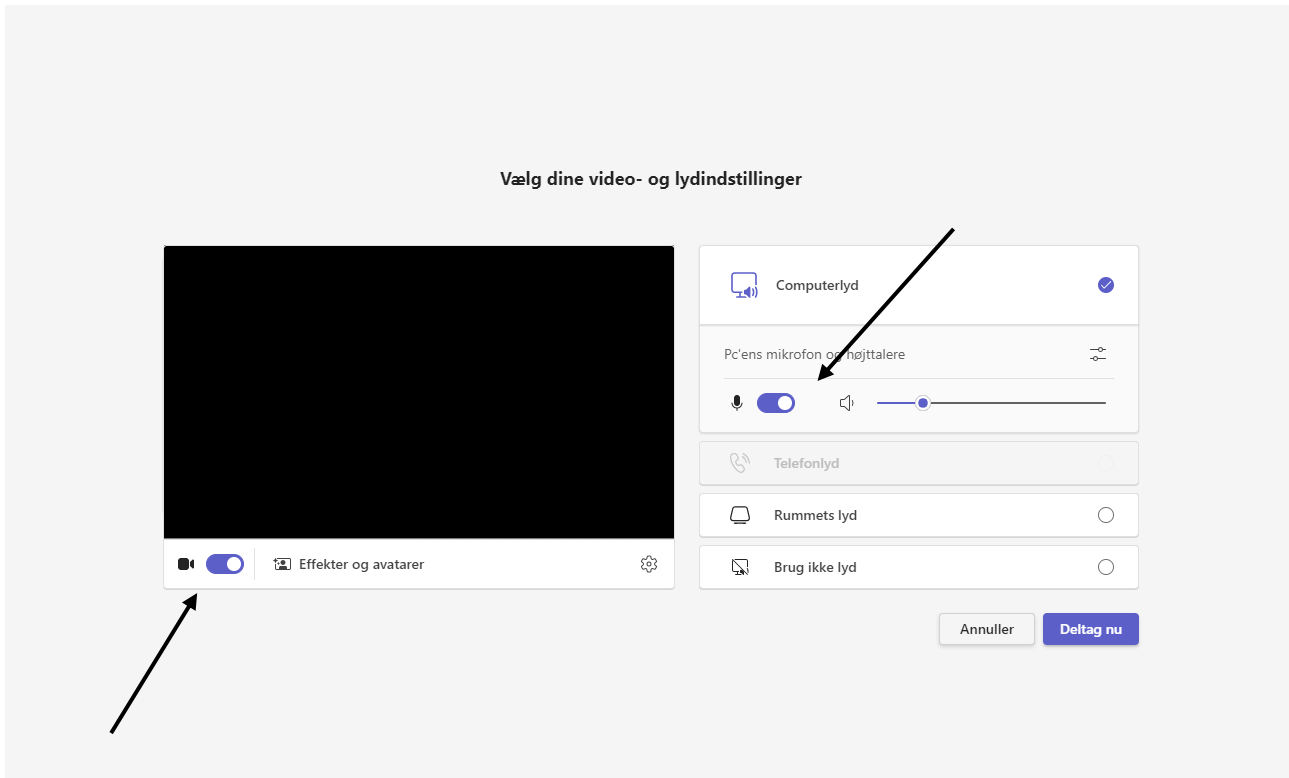 Vælg dine video- og lydindstillinger
Computerlyd
Pc'ens mikrofon og højttalere
Telefonlyd
Rummets lyd
Effekter og avatarer
Brug ikke lyd
Annuller
Deltag nu